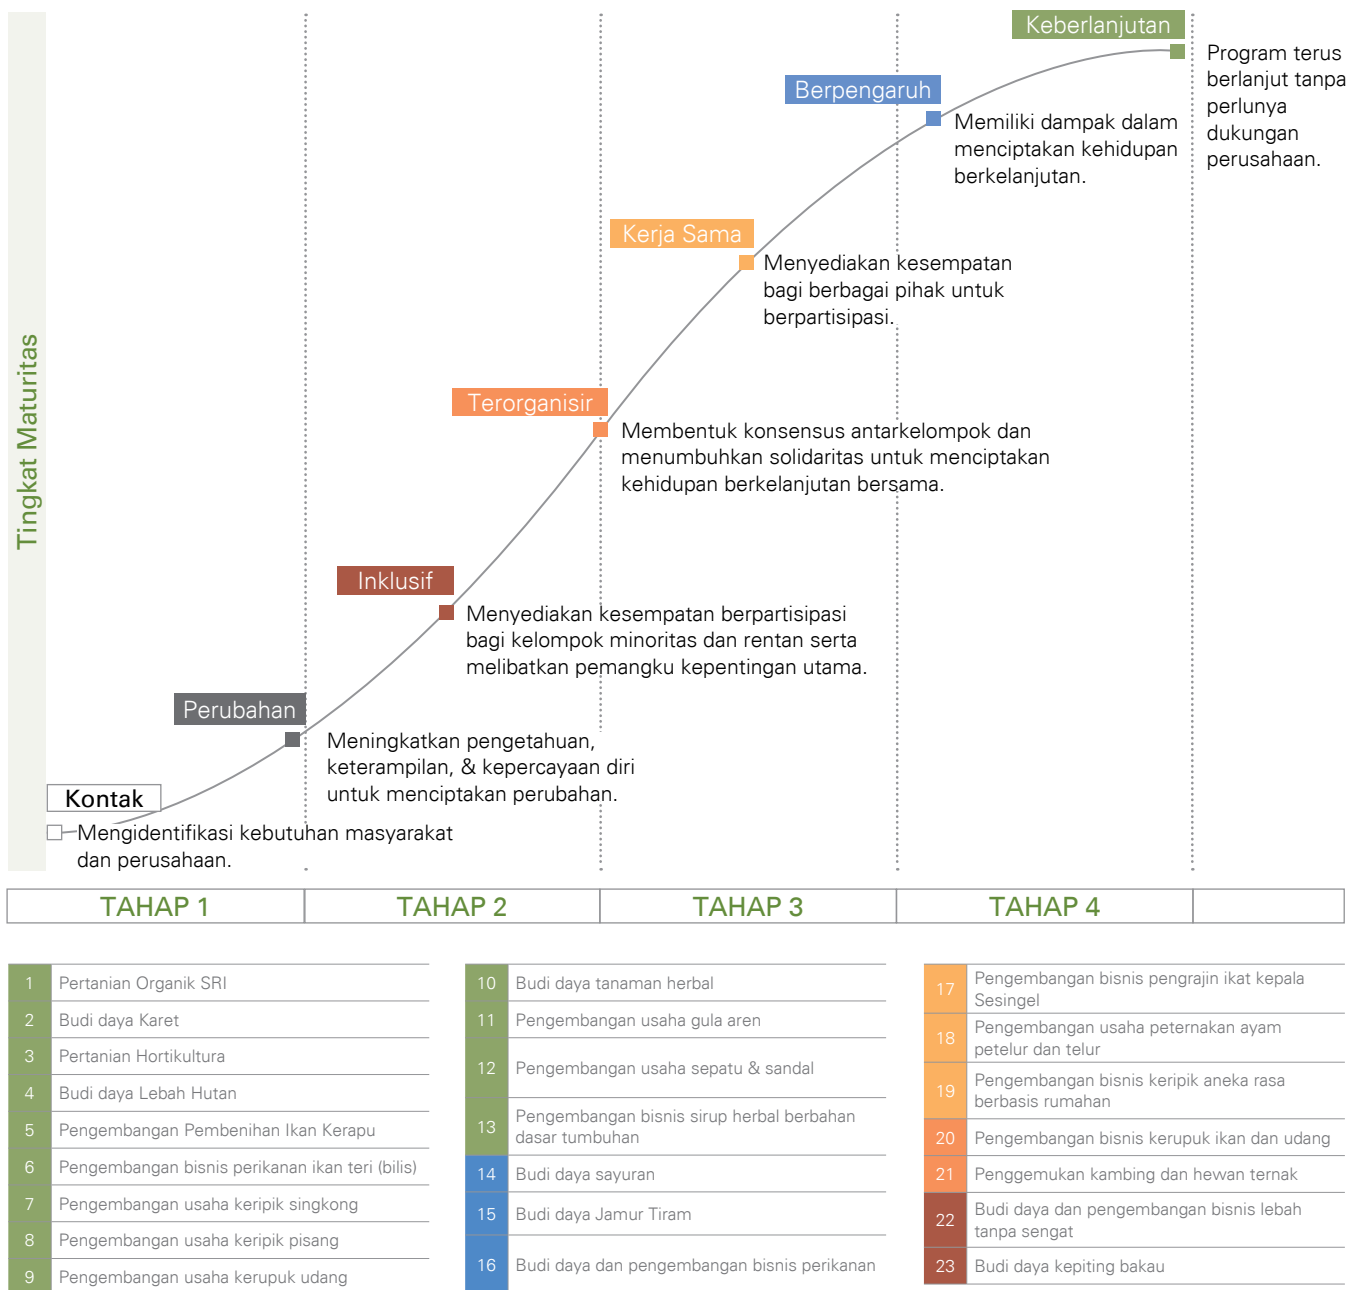 Keberlanjutan
Program terus
berlanjut tanpa
perlunya
dukungan
perusahaan.
Berpengaruh
Memiliki dampak dalam
menciptakan kehidupan
berkelanjutan.
Kerja Sama
Menyediakan kesempatan
bagi berbagai pihak untuk
berpartisipasi.
Tingkat Maturitas
Terorganisir
Membentuk konsensus antarkelompok dan
menumbuhkan solidaritas untuk menciptakan
kehidupan berkelanjutan bersama.
Inklusif
Menyediakan kesempatan berpartisipasi
bagi kelompok minoritas dan rentan serta
melibatkan pemangku kepentingan utama.
Perubahan
Meningkatkan pengetahuan,
keterampilan, & kepercayaan diri
untuk menciptakan perubahan.
Kontak
Mengidentifikasi kebutuhan masyarakat
dan perusahaan.
TAHAP 1 TAHAP 2 TAHAP 3 TAHAP 4
1 Pertanian Organik SRI
2 Budi daya Karet
3 Pertanian Hortikultura
4 Budi daya Lebah Hutan
5 Pengembangan Pembenihan Ikan Kerapu
6 Pengembangan bisnis perikanan ikan teri (bilis)
7 Pengembangan usaha keripik singkong
8 Pengembangan usaha keripik pisang
9 Pengembangan usaha kerupuk udang
10 Budi daya tanaman herbal
11 Pengembangan usaha gula aren
12 Pengembangan usaha sepatu & sandal
13 Pengembangan bisnis sirup herbal berbahan
dasar tumbuhan
14 Budi daya sayuran
15 Budi daya Jamur Tiram
16 Budi daya dan pengembangan bisnis perikanan
17 Pengembangan bisnis pengrajin ikat kepala
Sesingel
18 Pengembangan usaha peternakan ayam
petelur dan telur
19 Pengembangan bisnis keripik aneka rasa
berbasis rumahan
20 Pengembangan bisnis kerupuk ikan dan udang
21 Penggemukan kambing dan hewan ternak
22 Budi daya dan pengembangan bisnis lebah
tanpa sengat
23 Budi daya kepiting bakau